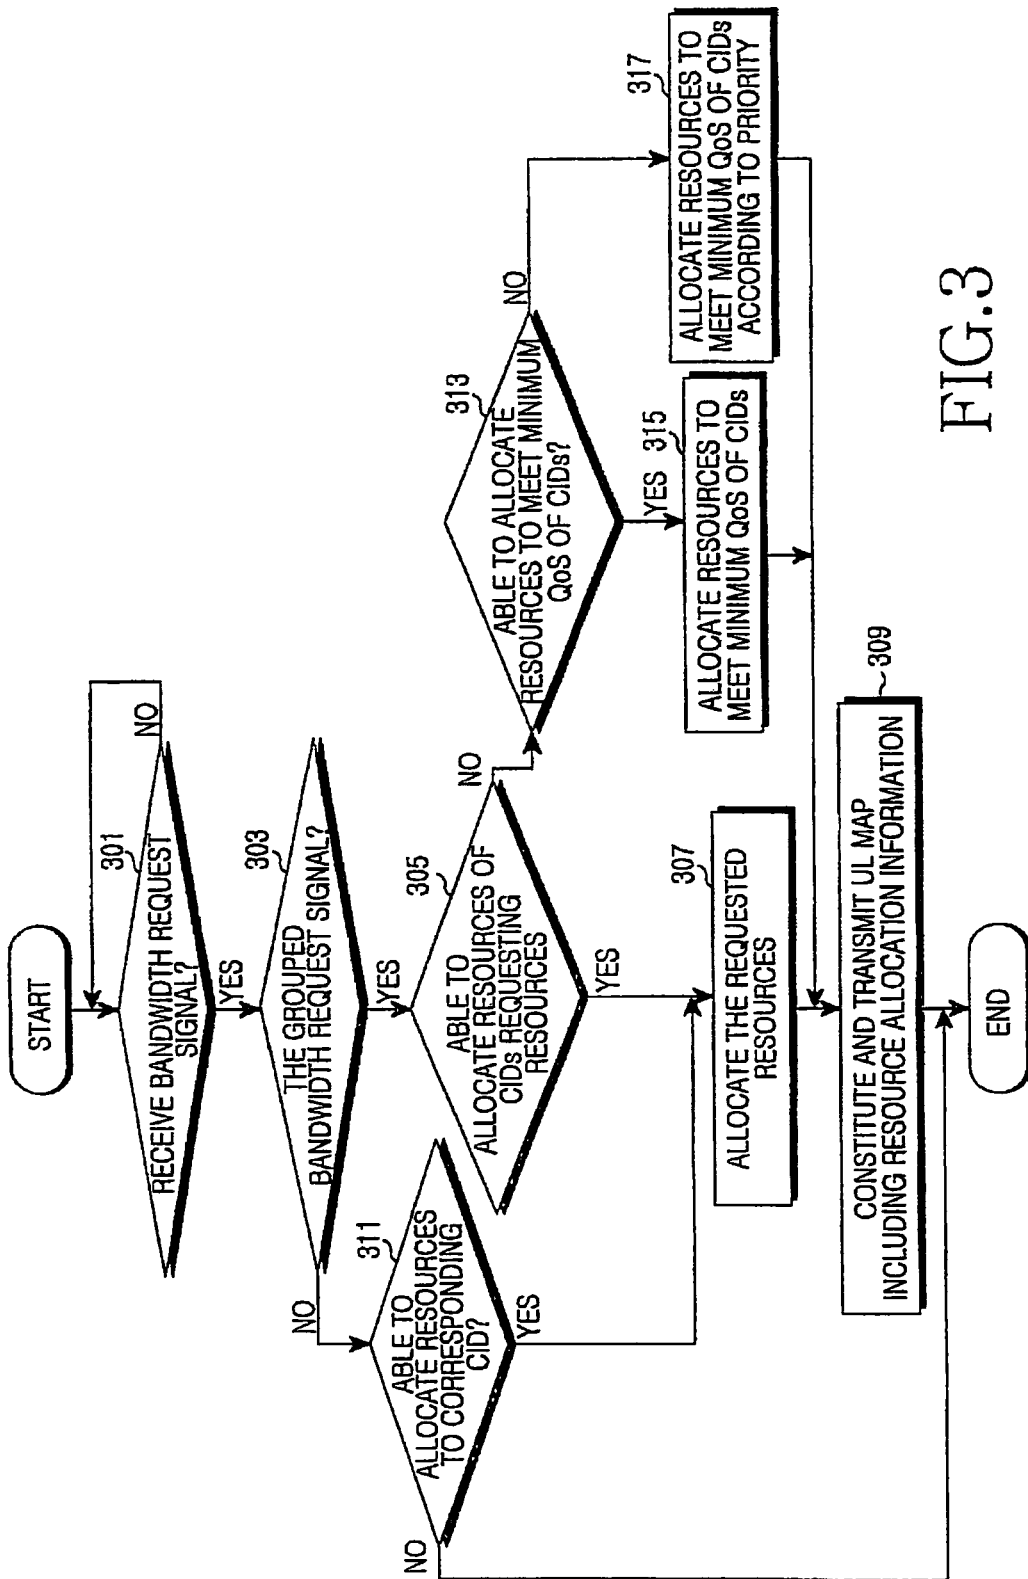 START
301
RECEIVE BANDWIDTH REQUEST
SIGNAL?
NO
YES
303
THE GROUPED
BANDWIDTH REQUEST SIGNAL?
NO
YES
311
ABLE TO
ALLOCATE RESOURCES
TO CORRESPONDING
CID?
NO
YES
305
ABLE TO
ALLOCATE RESOURCES OF
CIDs REQUESTING
RESOURCES
NO
YES
313
ABLE TO ALLOCATE
RESOURCES TO MEET MINIMUM
QoS OF CIDs?
NO
YES
307
ALLOCATE THE REQUESTED
RESOURCES
315
ALLOCATE RESOURCES TO
MEET MINIMUM QoS OF CIDs
317
ALLOCATE RESOURCES TO
MEET MINIMUM QoS OF CIDs
ACCORDING TO PRIORITY
309
CONSTITUTE AND TRANSMIT UL MAP
INCLUDING RESOURCE ALLOCATION INFORMATION
END
FIG.3